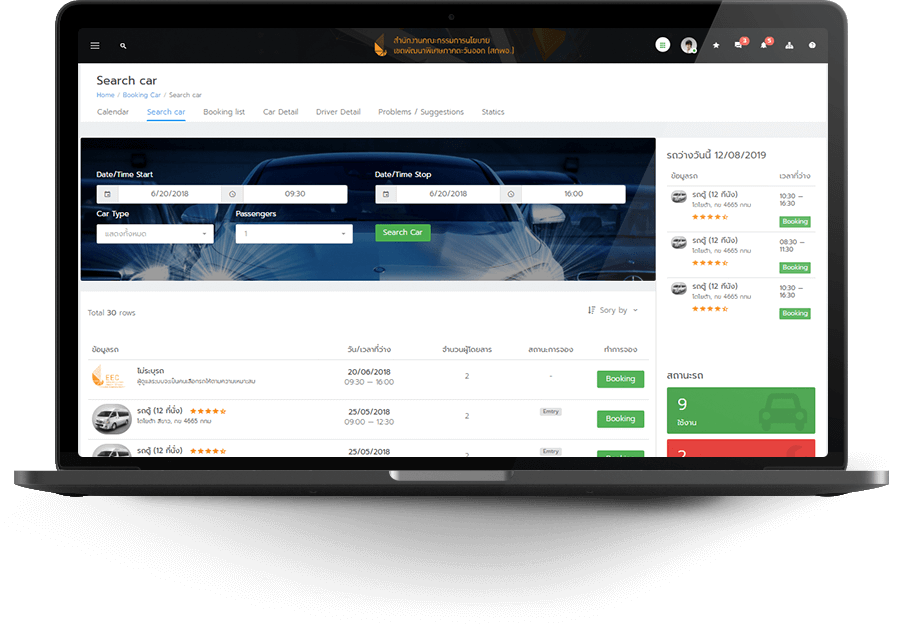 สำนักงานคณะกรรมการนโยบาย
เขตพัฒนาพิเศษภาคตะวันออก (สกพอ.)
3
5
Search car
Home / Booking Car / Search car
Calendar
Search car
Booking list
Car Detail
Driver Detail
Problems / Suggestions
Statics
Date/Time Start
6/20/2018
09:30
Date/Time Stop
6/20/2018
16:00
Car Type
แสดงทั้งหมด
Passengers
1
Search Car
Total 30 rows
Sory by
ข้อมูลรถ
วัน/เวลาที่ว่าง
จำนวนผู้โดยสาร
สถานะการจอง
ทำการจอง
EEC
ไม่ระบุรถ
ผู้ดูแลระบบจะเป็นคนเลือกรถให้ตามความเหมาะสม
20/06/2018
09:30 — 16:00
2
-
Booking
รถตู้ (12 ที่นั่ง)
โตโยต้า สีขาว, ทบ 4665 กทม
25/05/2018
09:00 — 12:30
2
Entry
Booking
รถตู้ (12 ที่นั่ง)
25/05/2018
Entry
รถว่างวันนี้ 12/08/2019
ข้อมูลรถ
เวลาที่ว่าง
รถตู้ (12 ที่นั่ง)
โตโยต้า, ทบ 4665 กทม
10:30 —
16:30
Booking
รถตู้ (12 ที่นั่ง)
โตโยต้า, ทบ 4665 กทม
08:30 —
11:30
Booking
รถตู้ (12 ที่นั่ง)
โตโยต้า, ทบ 4665 กทม
10:30 —
16:30
Booking
สถานะรถ
9
ใช้งาน
2